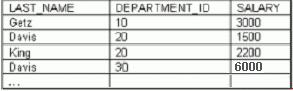 LAST_NAME DEPARTMENT_ID SALARY
Getz 10 3000
Davis 20 1500
King 20 2200
Davis 30 6000
...